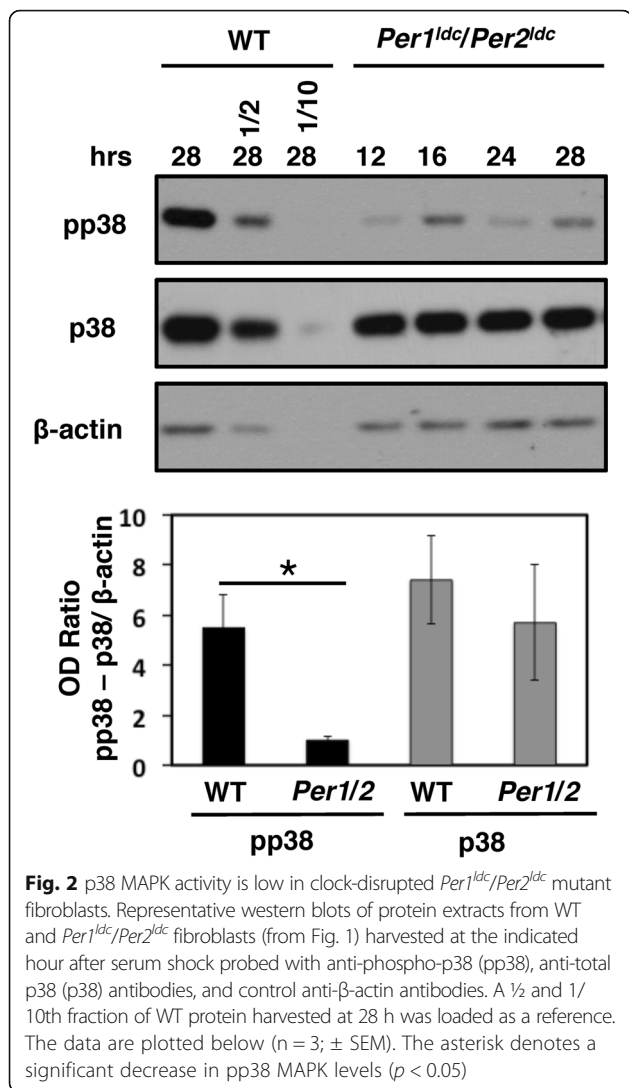 WT Per1ldc/Per2ldc
1/2 1/10
hrs 28 28 28 12 16 24 28
pp38
p38
β-actin
OD Ratio
pp38 – p38/ β-actin
10
8
6
4
2
0
*
WT Per1/2 WT Per1/2
pp38 p38
Fig. 2 p38 MAPK activity is low in clock-disrupted Per1ldc/Per2ldc mutant
fibroblasts. Representative western blots of protein extracts from WT
and Per1ldc/Per2ldc fibroblasts (from Fig. 1) harvested at the indicated
hour after serum shock probed with anti-phospho-p38 (pp38), anti-total
p38 (p38) antibodies, and control anti-β-actin antibodies. A ½ and 1/
10th fraction of WT protein harvested at 28 h was loaded as a reference.
The data are plotted below (n = 3; ± SEM). The asterisk denotes a
significant decrease in pp38 MAPK levels (p < 0.05)